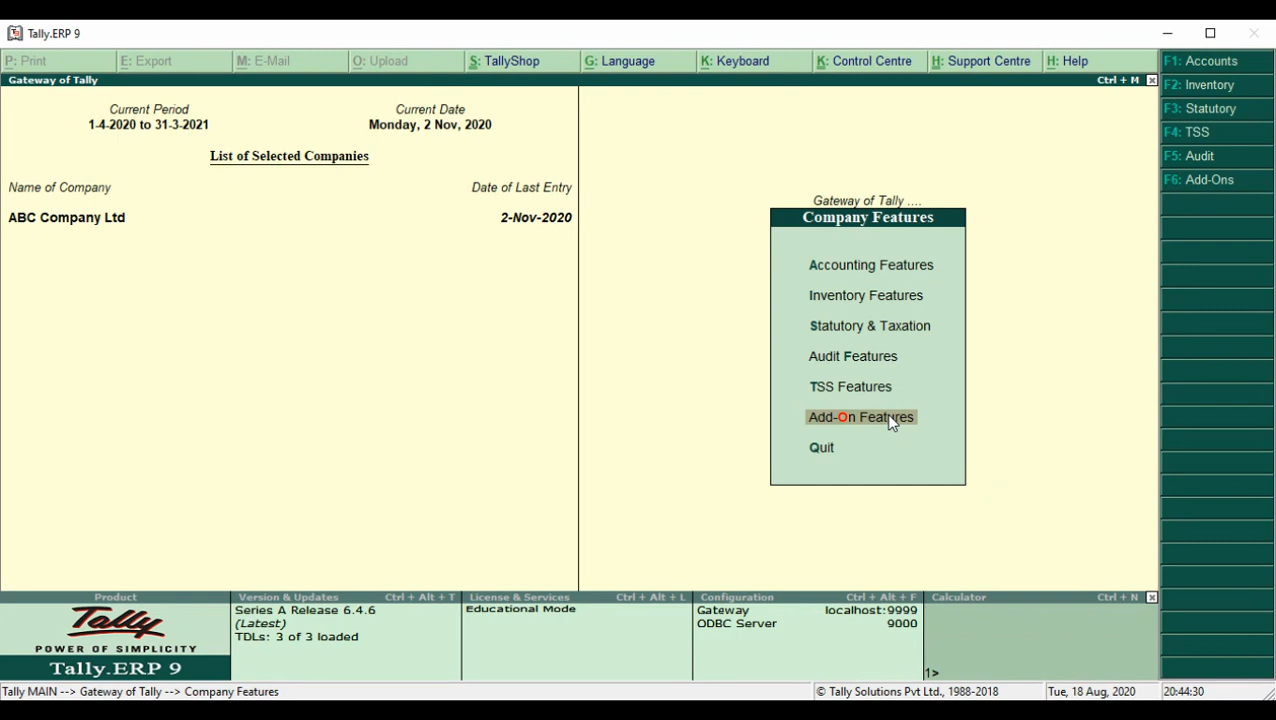 Tally.ERP 9
P: Print E: Export M: E-Mail O: Upload S: TallyShop G: Language K: Keyboard K: Control Centre H: Support Centre H: Help
Gateway of Tally Ctrl + M
Current Period Current Date
1-4-2020 to 31-3-2021 Monday, 2 Nov, 2020
List of Selected Companies
Name of Company Date of Last Entry
ABC Company Ltd 2-Nov-2020
Gateway of Tally ....
Company Features
Accounting Features
Inventory Features
Statutory & Taxation
Audit Features
TSS Features
Add-On Features
Quit
F1: Accounts
F2: Inventory
F3: Statutory
F4: TSS
F5: Audit
F6: Add-Ons
Product
Tally
POWER OF SIMPLICITY
Tally.ERP 9
Version & Updates Ctrl + Alt + T
Series A Release 6.4.6
(Latest)
TDLs: 3 of 3 loaded
License & Services Ctrl + Alt + L
Educational Mode
Configuration Ctrl + Alt + F
Gateway localhost:9999
ODBC Server 9000
Calculator Ctrl + N
1>
Tally MAIN --> Gateway of Tally --> Company Features © Tally Solutions Pvt Ltd., 1988-2018 Tue, 18 Aug, 2020 20:44:30